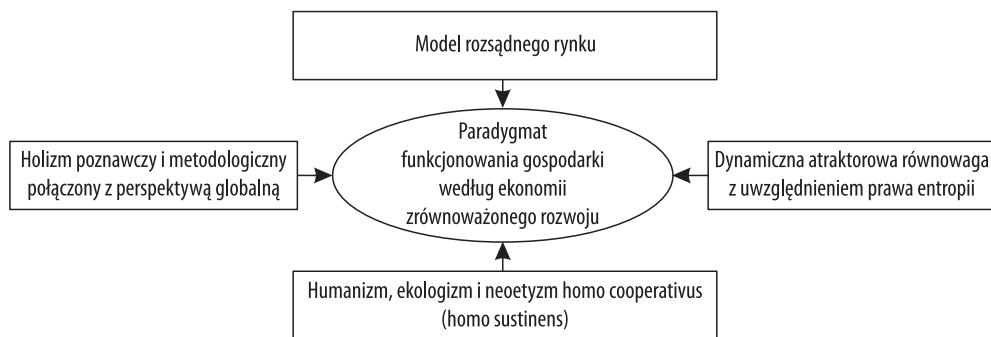 Model rozsądnego rynku
Holizm poznawczy i metodologiczny
połączony z perspektywą globalną
Paradygmat
funkcjonowania gospodarki
według ekonomii
zrównoważonego rozwoju
Dynamiczna atraktorowa równowaga
z uwzględnieniem prawa entropii
Humanizm, ekologizm i neoetyzm homo cooperativus
(homo sustinens)